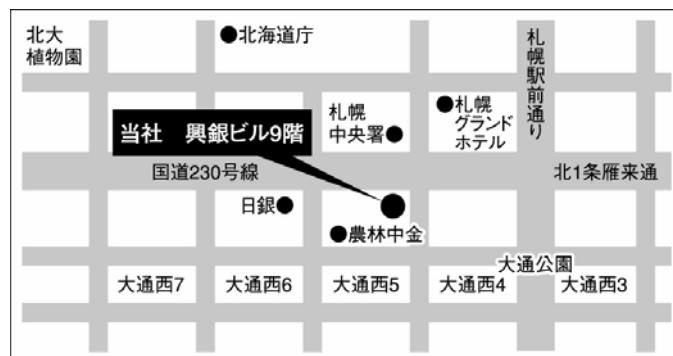 北大
植物園
●北海道庁
札幌駅前通り
当社　興銀ビル9階
札幌
中央署●
●札幌
グランド
ホテル
国道230号線
北1条雁来通
日銀●
●農林中金
大通公園
大通西7
大通西6
大通西5
大通西4
大通西3